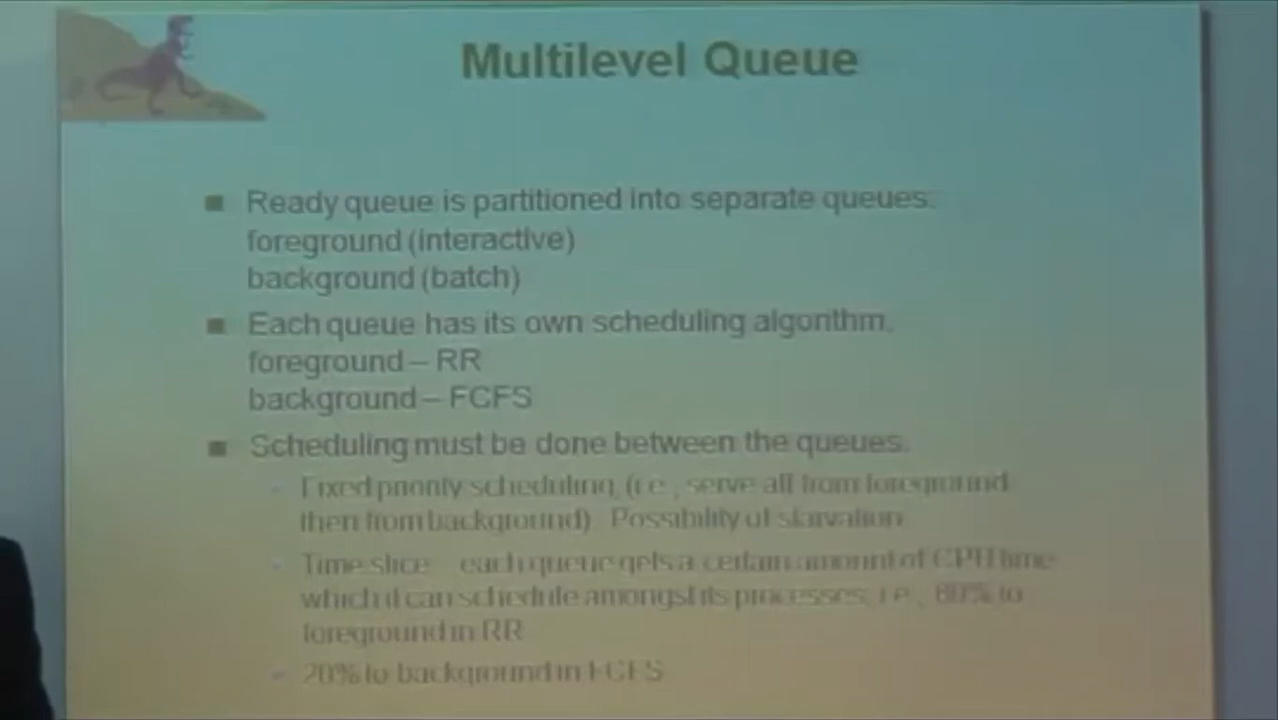 Multilevel Queue
Ready queue is partitioned into separate queues:
foreground (interactive)
background (batch)
Each queue has its own scheduling algorithm,
foreground – RR
background – FCFS
Scheduling must be done between the queues.
Fixed priority scheduling; (i.e., serve all from foreground
then from background). Possibility of starvation.
Time slice – each queue gets a certain amount of CPU time
which it can schedule amongst its processes; i.e., 80% to
foreground in RR
20% to background in FCFS